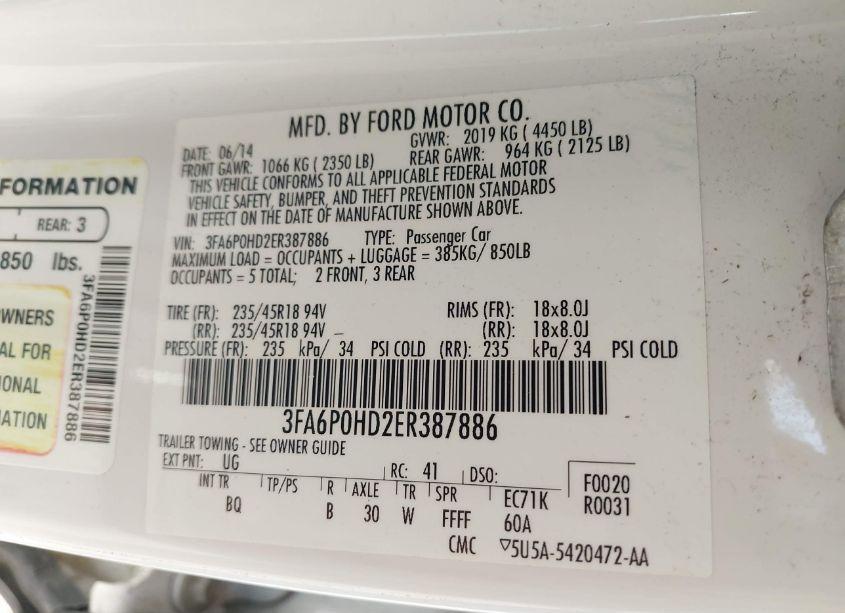 FORMATION
REAR: 3
850 lbs.
WNERS
AL FOR
IONAL
MATION
3FA6P0HD2ER387886
MFD. BY FORD MOTOR CO.
DATE: 06/14 GVWR: 2019 KG ( 4450 LB)
FRONT GAWR: 1066 KG ( 2350 LB) REAR GAWR: 964 KG ( 2125 LB)
THIS VEHICLE CONFORMS TO ALL APPLICABLE FEDERAL MOTOR
VEHICLE SAFETY, BUMPER, AND THEFT PREVENTION STANDARDS
IN EFFECT ON THE DATE OF MANUFACTURE SHOWN ABOVE.
VIN: 3FA6P0HD2ER387886 TYPE: Passenger Car
MAXIMUM LOAD = OCCUPANTS + LUGGAGE = 385KG/ 850LB
OCCUPANTS = 5 TOTAL; 2 FRONT, 3 REAR
TIRE (FR): 235/45R18 94V RIMS (FR): 18x8.0J
(RR): 235/45R18 94V (RR): 18x8.0J
PRESSURE (FR): 235 kPa/ 34 PSI COLD (RR): 235 kPa/ 34 PSI COLD
3FA6P0HD2ER387886
TRAILER TOWING - SEE OWNER GUIDE
EXT PNT: UG RC: 41 DSO: F0020
INT TR TP/PS R AXLE TR SPR EC71K R0031
BQ B 30 W FFFF 60A
CMC ▽5U5A-5420472-AA